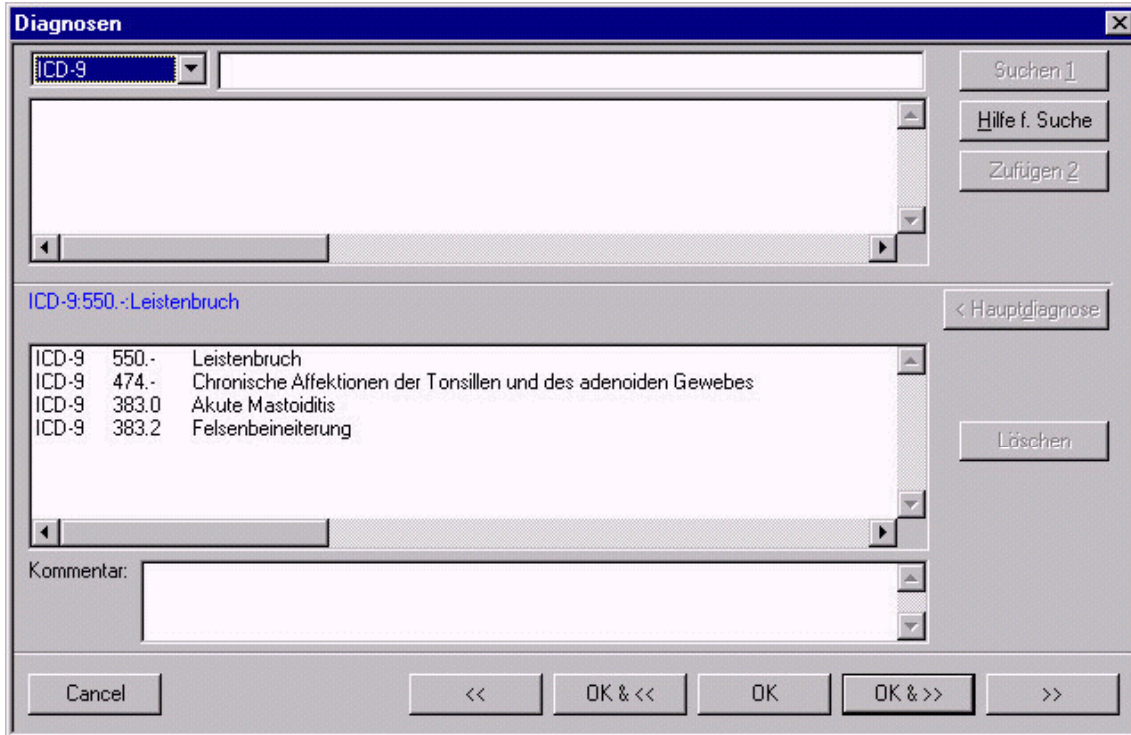 Diagnosen
ICD-9
Suchen 1
Hilfe f. Suche
Zufügen 2
ICD-9:550.-:Leistenbruch
< Hauptdiagnose
ICD-9 550.- Leistenbruch
ICD-9 474.- Chronische Affektionen der Tonsillen und des adenoiden Gewebes
ICD-9 383.0 Akute Mastoiditis
ICD-9 383.2 Felsenbeineiterung
Löschen
Kommentar:
Cancel << OK & << OK OK & >> >>